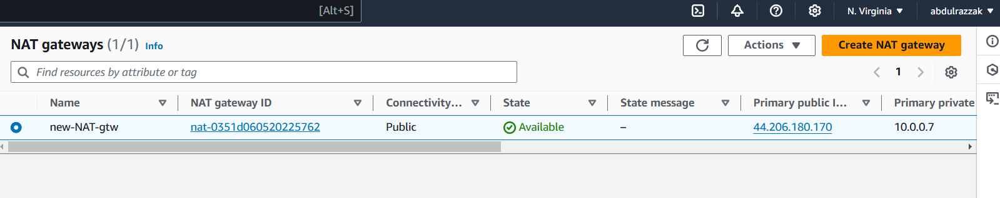 [Alt+S]
N. Virginia
abdulrazzak
NAT gateways (1/1) Info
Actions
Create NAT gateway
Find resources by attribute or tag
1
Name
NAT gateway ID
Connectivity...
State
State message
Primary public I...
Primary private
new-NAT-gtw
nat-0351d060520225762
Public
Available
–
44.206.180.170
10.0.0.7